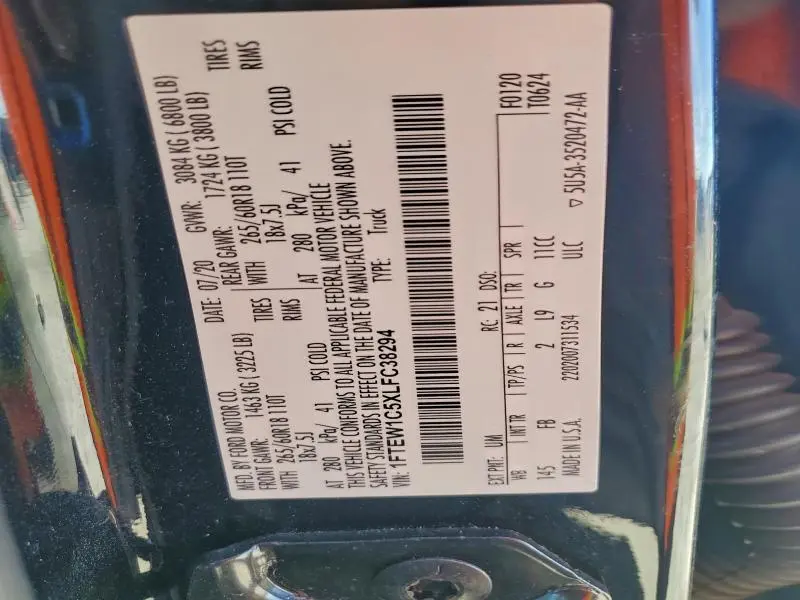 MFD. BY FORD MOTOR CO.
DATE: 07/20 GVWR: 3084 KG ( 6800 LB)
FRONT GAWR: 1463 KG ( 3225 LB) REAR GAWR: 1724 KG ( 3800 LB)
WITH 265/60R18 110T TIRES WITH 265/60R18 110T TIRES
18x7.5J RIMS 18x7.5J RIMS
AT 280 kPa/ 41 PSI COLD AT 280 kPa/ 41 PSI COLD
THIS VEHICLE CONFORMS TO ALL APPLICABLE FEDERAL MOTOR VEHICLE
SAFETY STANDARDS IN EFFECT ON THE DATE OF MANUFACTURE SHOWN ABOVE.
VIN: 1FTEW1C5XLFC38294 TYPE: Truck
F0120
T0624
EXT PNT: UM RC: 21 DSO:
WB INT TR TP/PS R AXLE TR SPR
145 FB 2 L9 G 11CC
MADE IN U.S.A. 2202007311534 ULC ▽ 5U5A-3520472-AA